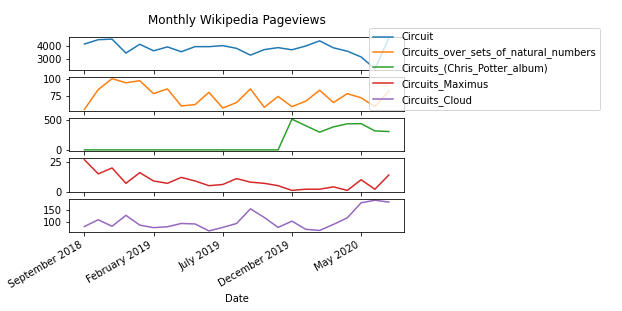 Monthly Wikipedia Pageviews
Circuit
Circuits_over_sets_of_natural_numbers
Circuits_(Chris_Potter_album)
Circuits_Maximus
Circuits_Cloud
4000
3000
100
75
500
0
25
0
150
100
September 2018
February 2019
July 2019
December 2019
May 2020
Date